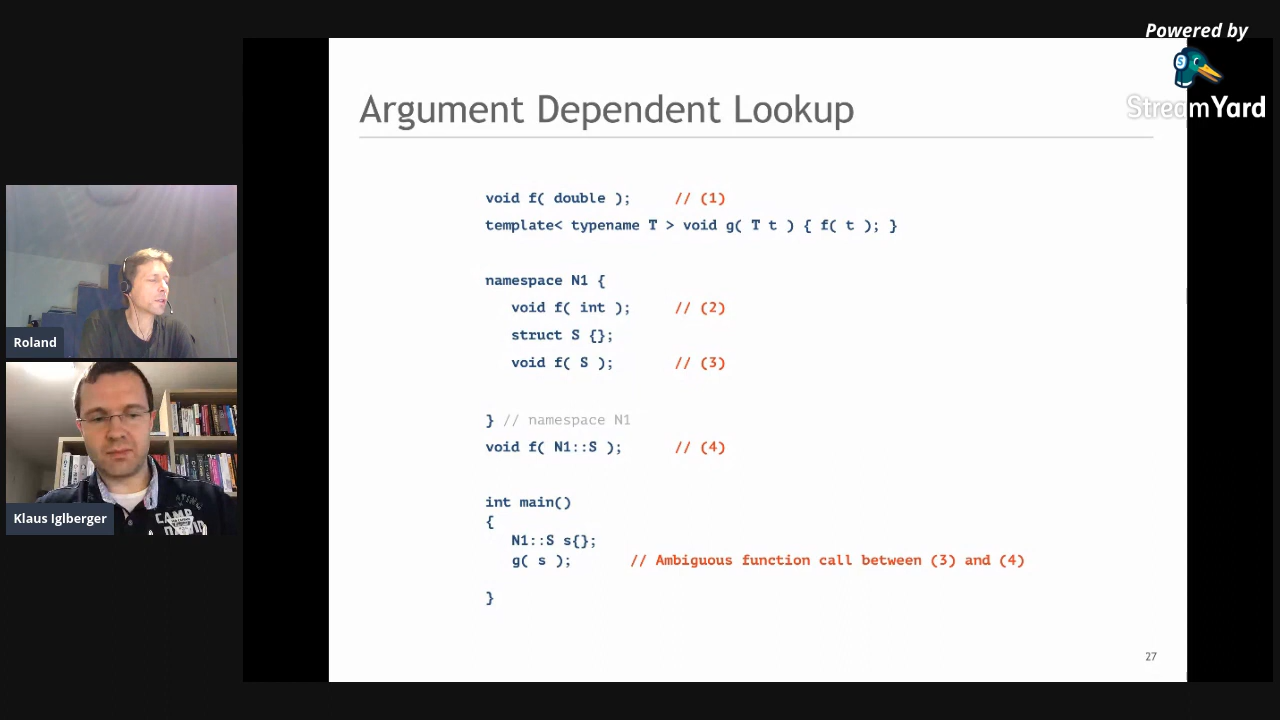 Powered by
StreamYard
Argument Dependent Lookup
void f( double ); // (1)
template< typename T > void g( T t ) { f( t ); }
namespace N1 {
void f( int ); // (2)
struct S {};
void f( S ); // (3)
} // namespace N1
void f( N1::S ); // (4)
int main()
{
N1::S s{};
g( s ); // Ambiguous function call between (3) and (4)
}
27
Roland
Klaus Iglberger
CAMP
DAVID